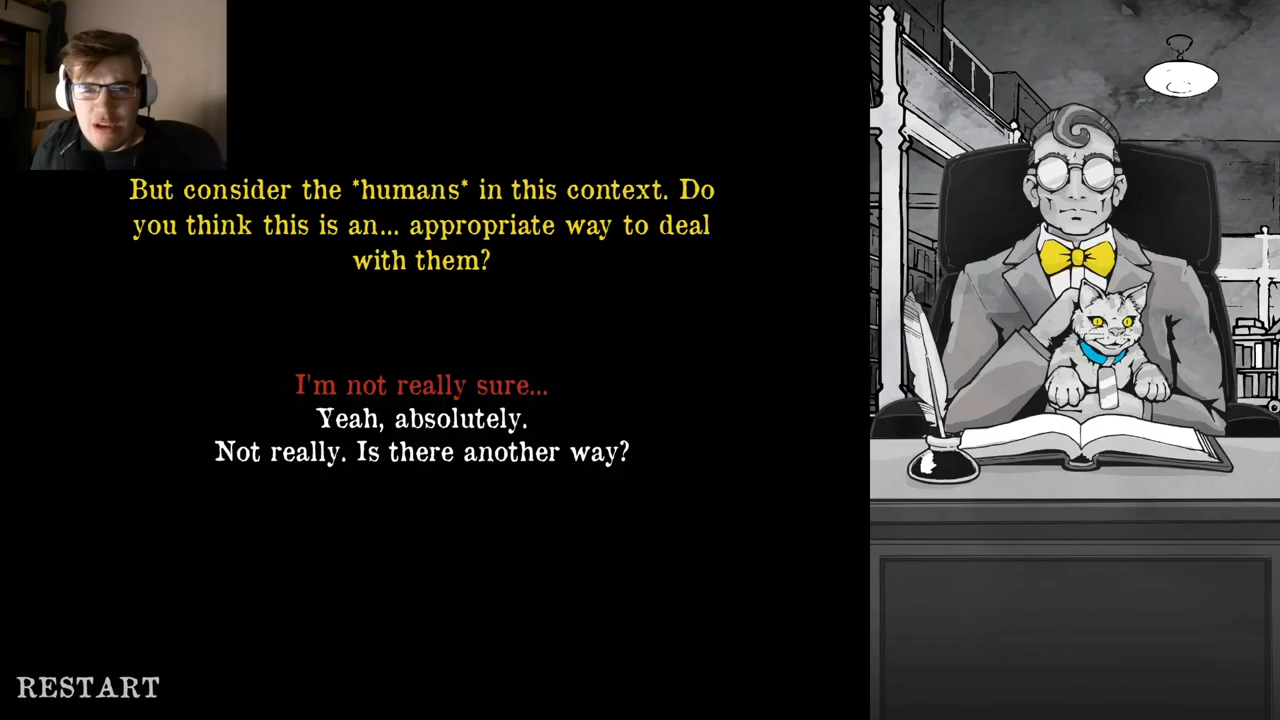 But consider the *humans* in this context. Do
you think this is an... appropriate way to deal
with them?
I'm not really sure...
Yeah, absolutely.
Not really. Is there another way?
RESTART